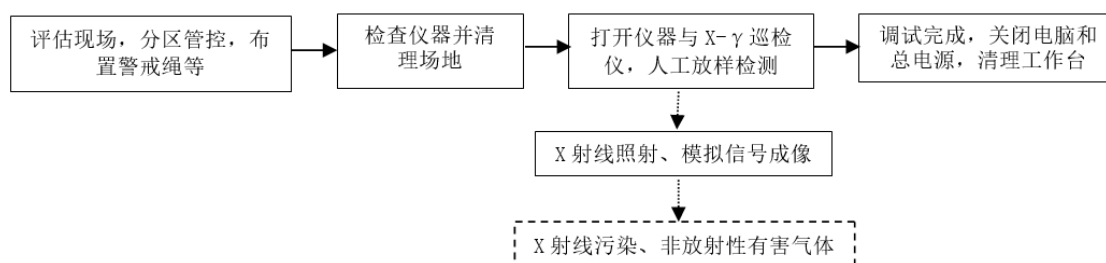 评估现场，分区管控，布
置警戒绳等
检查仪器并清
理场地
打开仪器与 X-γ巡检
仪，人工放样检测
调试完成，关闭电脑和
总电源，清理工作台
X 射线照射、模拟信号成像
X 射线污染、非放射性有害气体